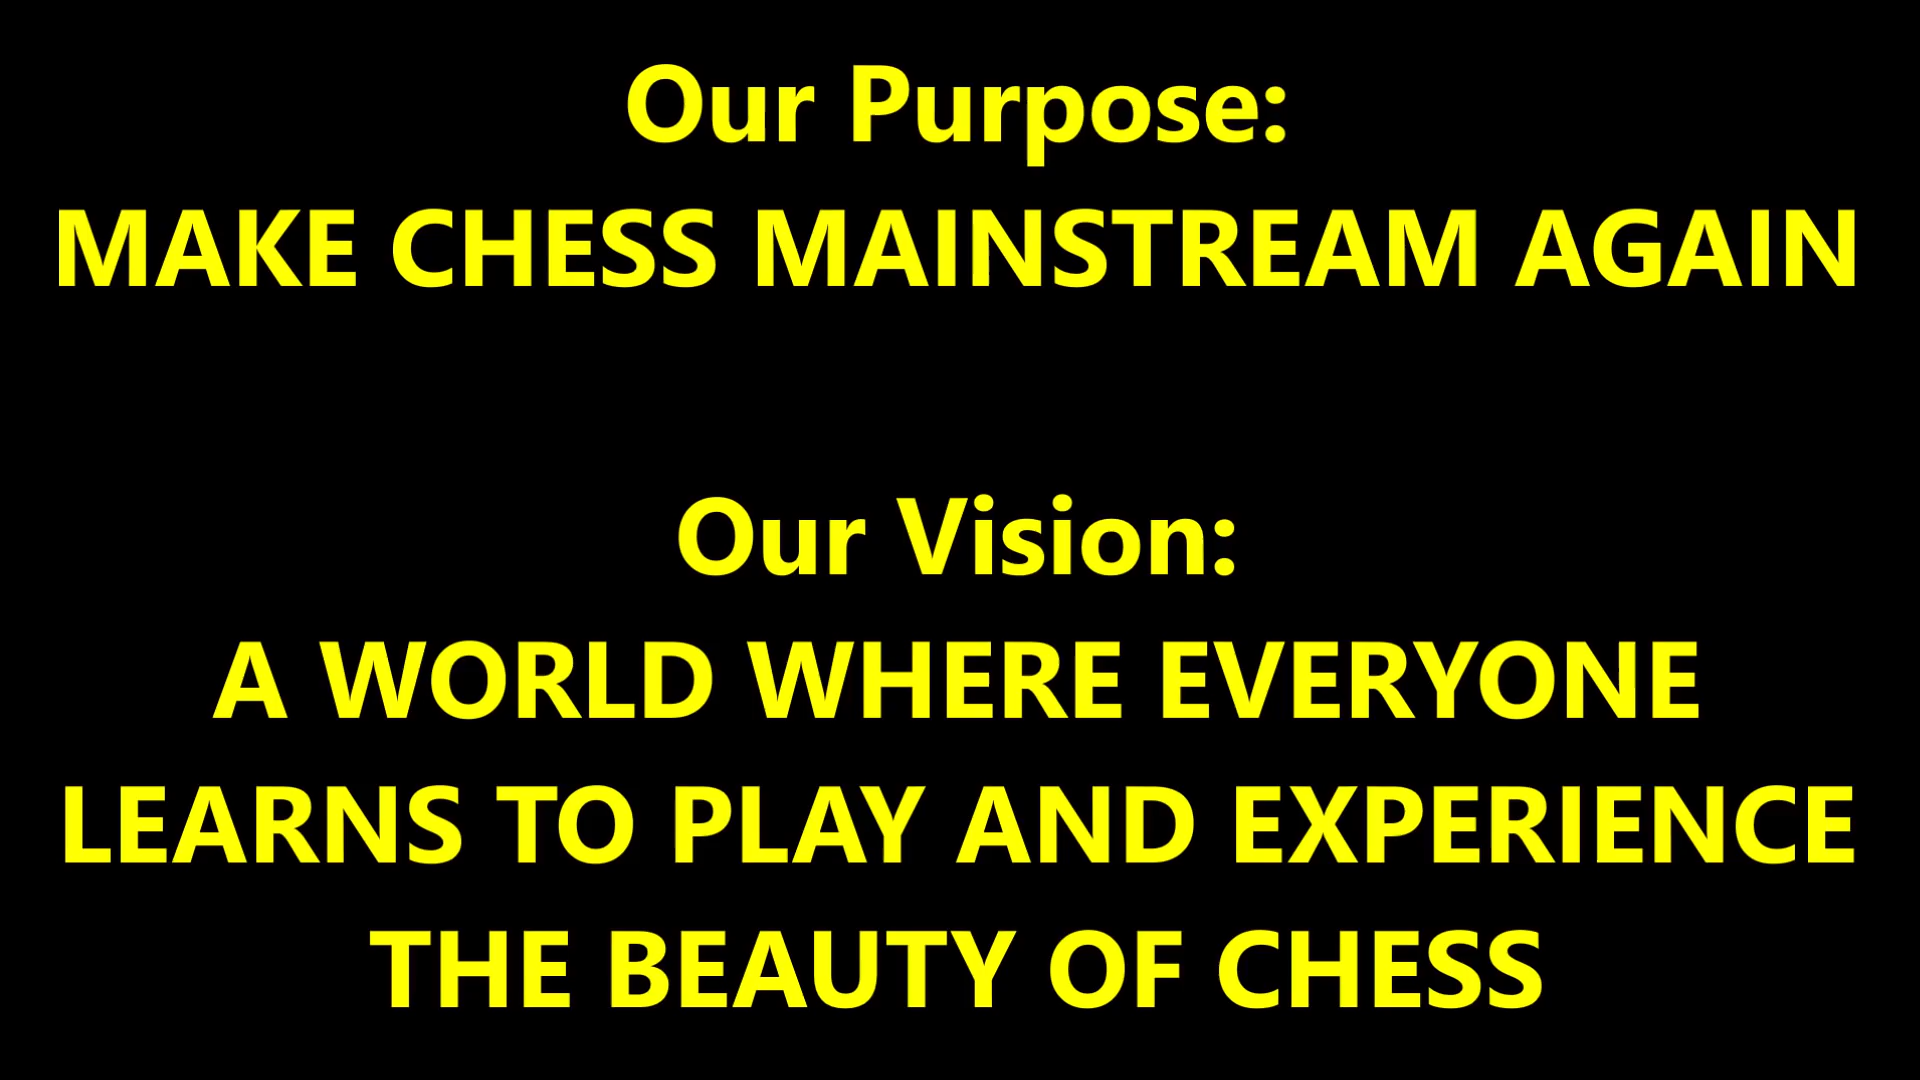 Our Purpose:
MAKE CHESS MAINSTREAM AGAIN
Our Vision:
A WORLD WHERE EVERYONE
LEARNS TO PLAY AND EXPERIENCE
THE BEAUTY OF CHESS